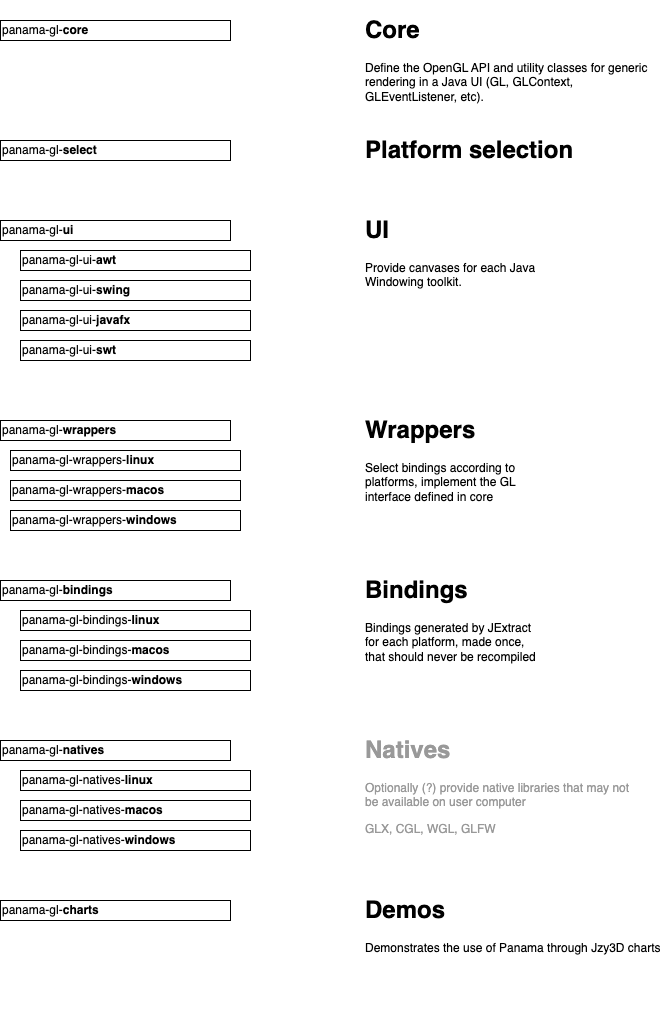 panama-gl-core
Core
Define the OpenGL API and utility classes for generic
rendering in a Java UI (GL, GLContext,
GLEventListener, etc).
panama-gl-select
Platform selection
panama-gl-ui
UI
panama-gl-ui-awt
panama-gl-ui-swing
panama-gl-ui-javafx
panama-gl-ui-swt
Provide canvases for each Java
Windowing toolkit.
panama-gl-wrappers
Wrappers
panama-gl-wrappers-linux
panama-gl-wrappers-macos
panama-gl-wrappers-windows
Select bindings according to
platforms, implement the GL
interface defined in core
panama-gl-bindings
Bindings
panama-gl-bindings-linux
panama-gl-bindings-macos
panama-gl-bindings-windows
Bindings generated by JExtract
for each platform, made once,
that should never be recompiled
panama-gl-natives
Natives
panama-gl-natives-linux
panama-gl-natives-macos
panama-gl-natives-windows
Optionally (?) provide native libraries that may not
be available on user computer
GLX, CGL, WGL, GLFW
panama-gl-charts
Demos
Demonstrates the use of Panama through Jzy3D charts